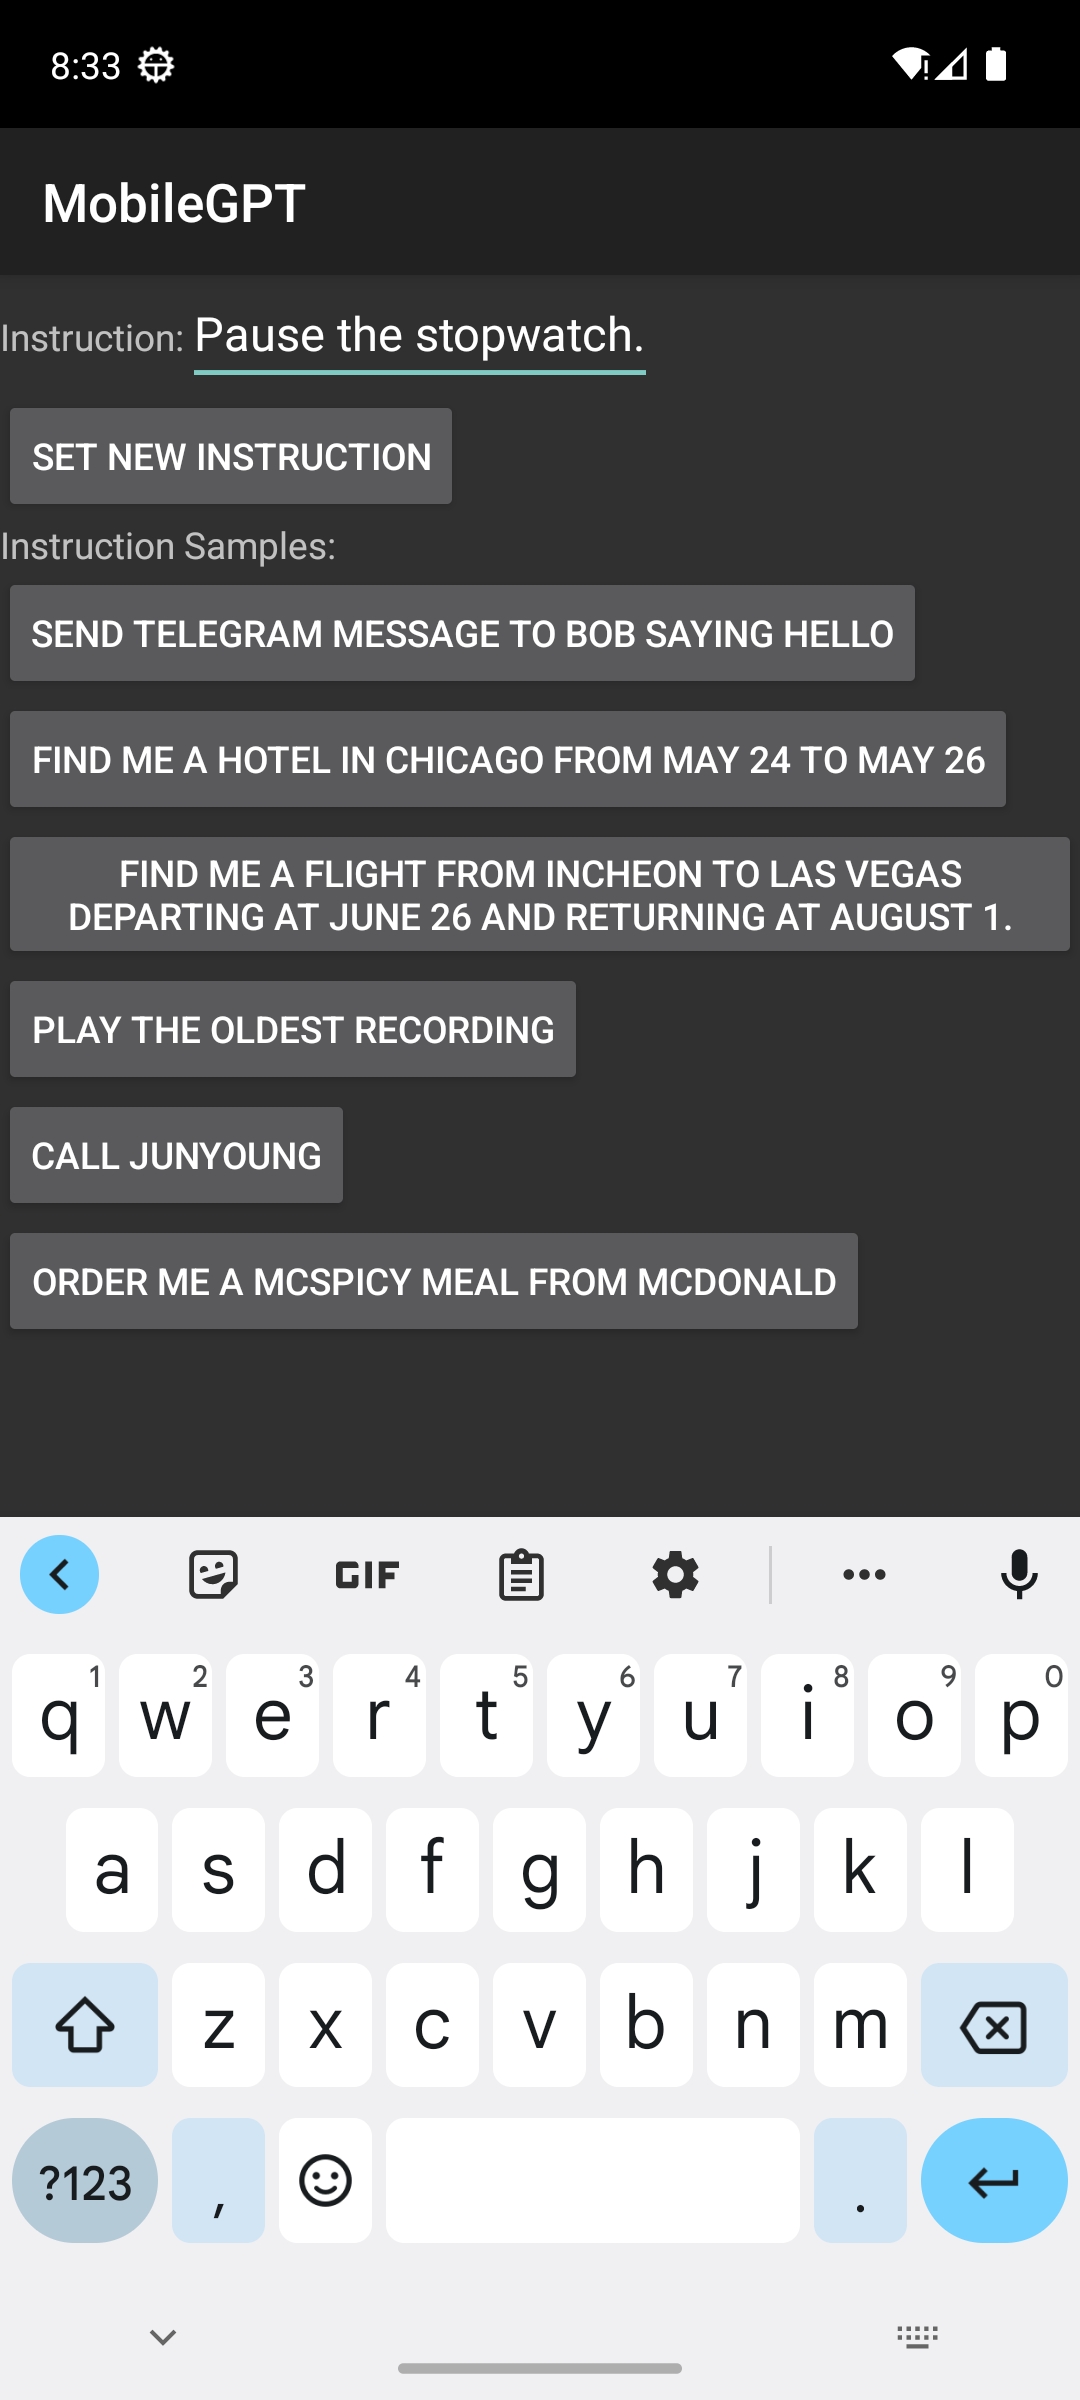 8:33
MobileGPT
Instruction: Pause the stopwatch.
SET NEW INSTRUCTION
Instruction Samples:
SEND TELEGRAM MESSAGE TO BOB SAYING HELLO
FIND ME A HOTEL IN CHICAGO FROM MAY 24 TO MAY 26
FIND ME A FLIGHT FROM INCHEON TO LAS VEGAS
DEPARTING AT JUNE 26 AND RETURNING AT AUGUST 1.
PLAY THE OLDEST RECORDING
CALL JUNYOUNG
ORDER ME A MCSPICY MEAL FROM MCDONALD
GIF
q 1 w 2 e 3 r 4 t 5 y 6 u 7 i 8 o 9 p 0
a s d f g h j k l
z x c v b n m
?123 , .